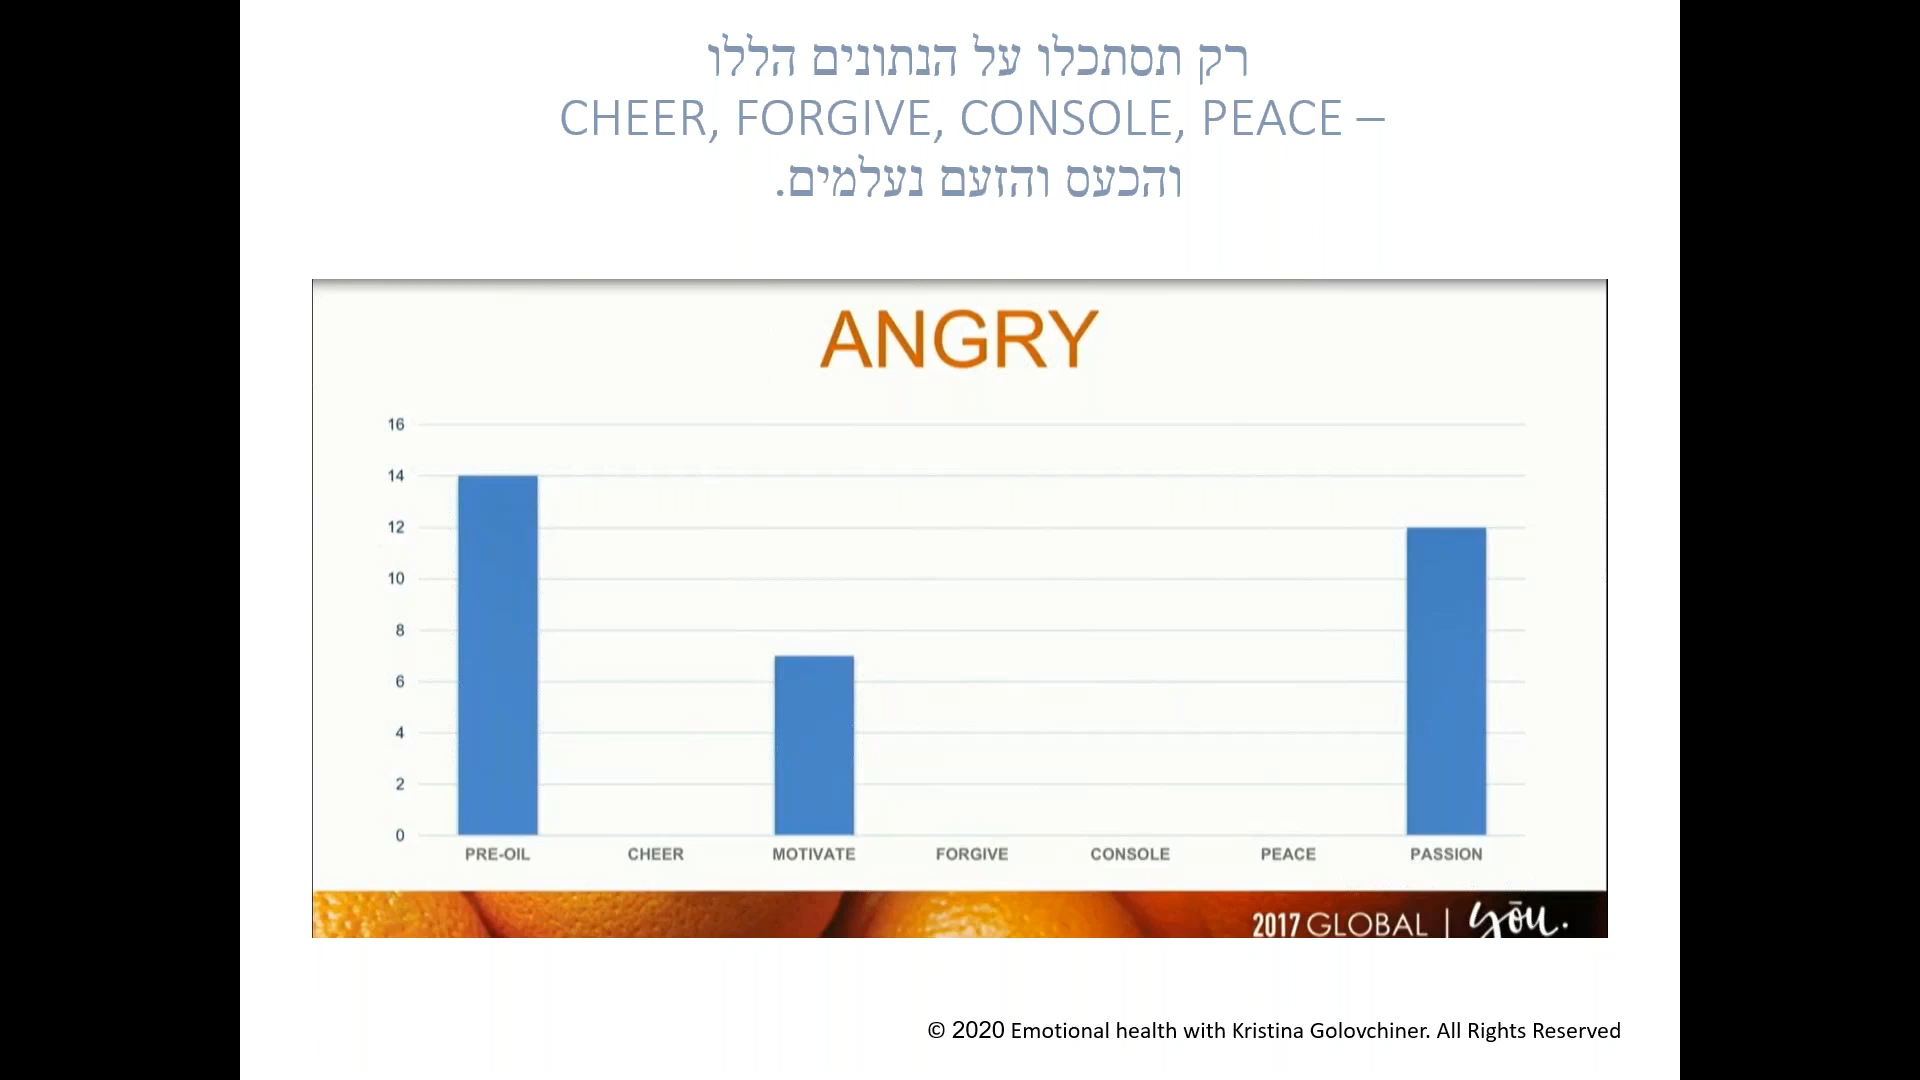 רק תסתכלו על הנתונים הללו
CHEER, FORGIVE, CONSOLE, PEACE –
והכעס והזעם נעלמים.
ANGRY
16
14
12
10
8
6
4
2
0
PRE-OIL CHEER MOTIVATE FORGIVE CONSOLE PEACE PASSION
2017 GLOBAL | yōu.
© 2020 Emotional health with Kristina Golovchiner. All Rights Reserved